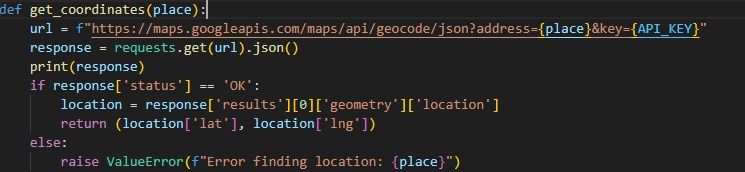 def get_coordinates(place):
    url = f"https://maps.googleapis.com/maps/api/geocode/json?address={place}&key={API_KEY}"
    response = requests.get(url).json()
    print(response)
    if response['status'] == 'OK':
        location = response['results'][0]['geometry']['location']
        return (location['lat'], location['lng'])
    else:
        raise ValueError(f"Error finding location: {place}")